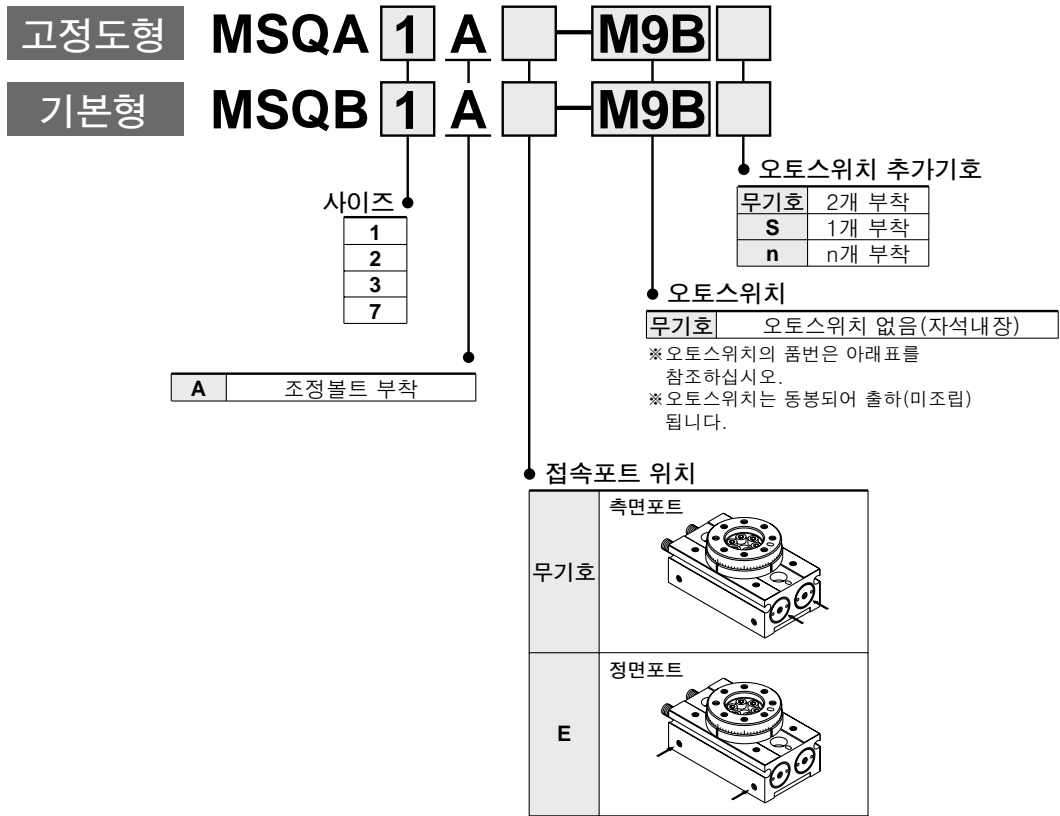 고정도형 MSQA 1 A M9B
기본형 MSQB 1 A M9B
오토스위치 추가기호
무기호 2개 부착
S 1개 부착
n n개 부착
사이즈
1
2
3
7
오토스위치
무기호 오토스위치 없음(자석내장)
※오토스위치의 품번은 아래표를
참조하십시오.
※오토스위치는 동봉되어 출하(미조립)
됩니다.
A 조정볼트 부착
접속포트 위치
무기호 측면포트
E 정면포트